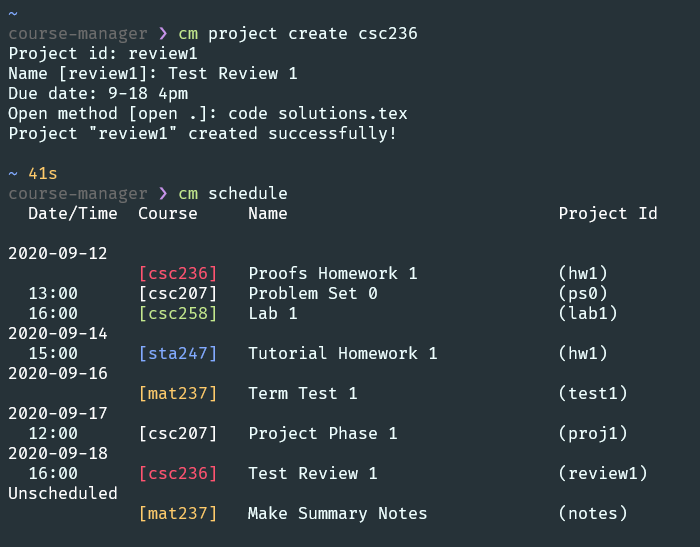 ~
course-manager ❯ cm project create csc236
Project id: review1
Name [review1]: Test Review 1
Due date: 9-18 4pm
Open method [open .]: code solutions.tex
Project "review1" created successfully!
~ 41s
course-manager ❯ cm schedule
Date/Time Course Name Project Id
2020-09-12
[csc236] Proofs Homework 1 (hw1)
13:00 [csc207] Problem Set 0 (ps0)
16:00 [csc258] Lab 1 (lab1)
2020-09-14
15:00 [sta247] Tutorial Homework 1 (hw1)
2020-09-16
[mat237] Term Test 1 (test1)
2020-09-17
12:00 [csc207] Project Phase 1 (proj1)
2020-09-18
16:00 [csc236] Test Review 1 (review1)
Unscheduled
[mat237] Make Summary Notes (notes)